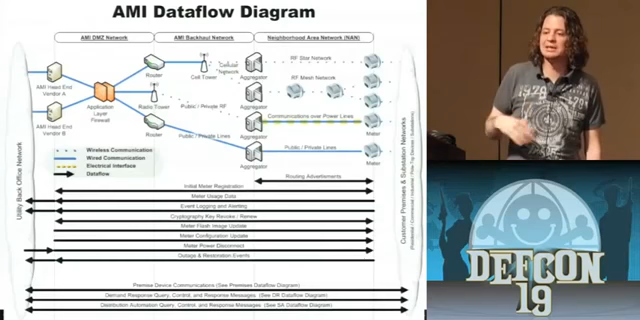 AMI Dataflow Diagram
AMI DMZ Network
AMI Backhaul Network
Neighborhood Area Network (NAN)
Router
Cell Tower
Cellular
Network
Aggregator
RF Star Network
AMI Head End
Vendor A
RF Mesh Network
Application
Layer
Firewall
Radio Tower
Public / Private RF
Aggregator
AMI Head End
Vendor B
Communications over Power Lines
Router
Aggregator
Meter
Public / Private Lines
Public / Private Lines
Aggregator
Meter
Wireless Communication
Wired Communication
Electrical Interface
Dataflow
Utility Back Office Network
Customer Premises & Substation Networks
Routing Advertisements
Initial Meter Registration
Meter Usage Data
Event Logging and Alerting
Cryptography Key Revoke / Renew
Meter Flash Image Update
Meter Configuration Update
Meter Power Disconnect
Outage & Restoration Events
Premise Device Communications (See Premises Dataflow Diagram)
Demand Response Query, Control, and Response Messages (See DR Dataflow Diagram)
Distribution Automation Query, Control, and Response Messages (See SA Dataflow Diagram)
DEFCON
19